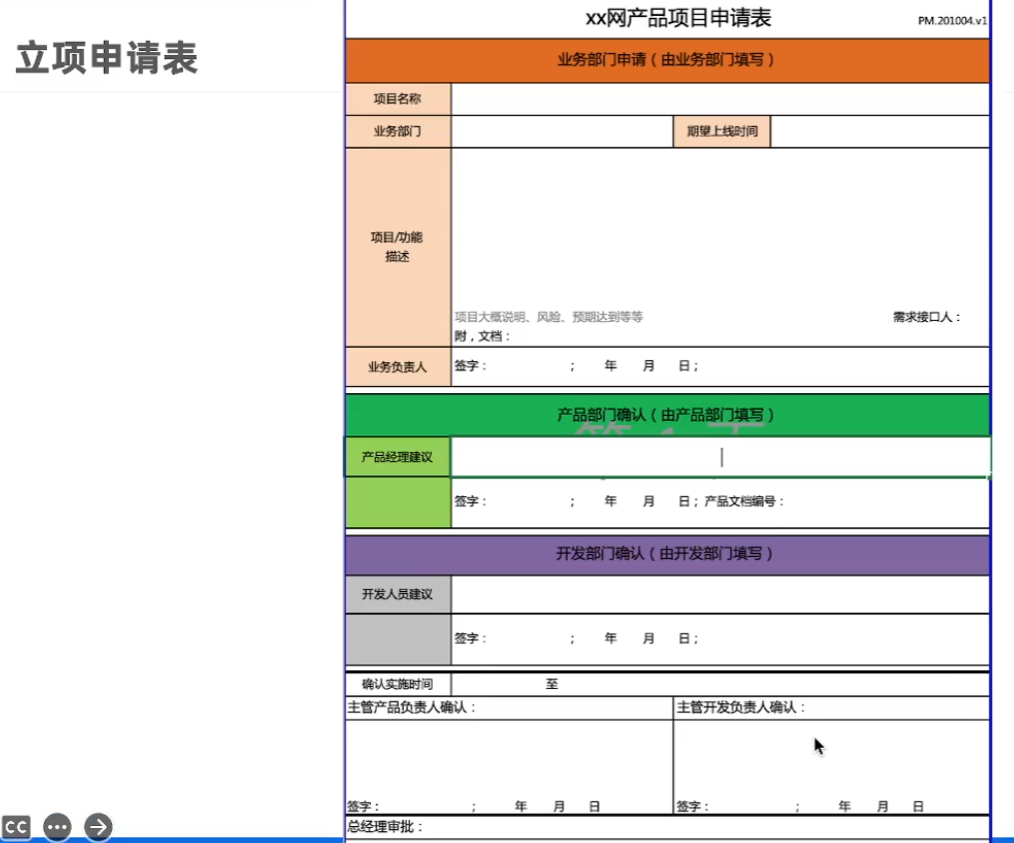 立项申请表
xx网产品项目申请表
PM.201004.v1
业务部门申请（由业务部门填写）
项目名称
业务部门
期望上线时间
项目/功能
描述
项目大概说明、风险、预期达到等等
需求接口人：
附，文档：
业务负责人
签字： ； 年 月 日；
产品部门确认（由产品部门填写）
产品经理建议
签字： ； 年 月 日；产品文档编号：
开发部门确认（由开发部门填写）
开发人员建议
签字： ； 年 月 日；
确认实施时间 至
主管产品负责人确认：
主管开发负责人确认：
签字： ； 年 月 日
签字： ； 年 月 日
总经理审批：
CC